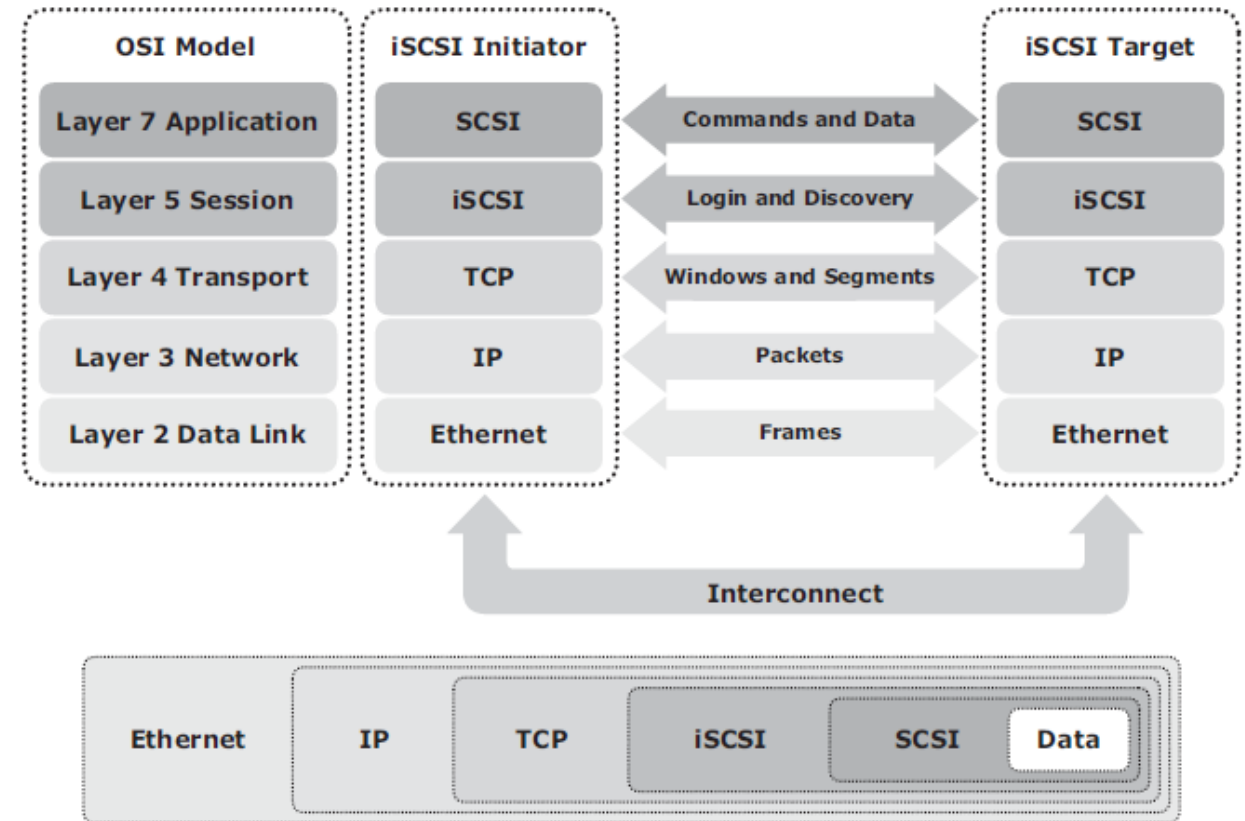 OSI Model
iSCSI Initiator
iSCSI Target
Layer 7 Application
SCSI
Commands and Data
SCSI
Layer 5 Session
iSCSI
Login and Discovery
iSCSI
Layer 4 Transport
TCP
Windows and Segments
TCP
Layer 3 Network
IP
Packets
IP
Layer 2 Data Link
Ethernet
Frames
Ethernet
Interconnect
Ethernet
IP
TCP
iSCSI
SCSI
Data